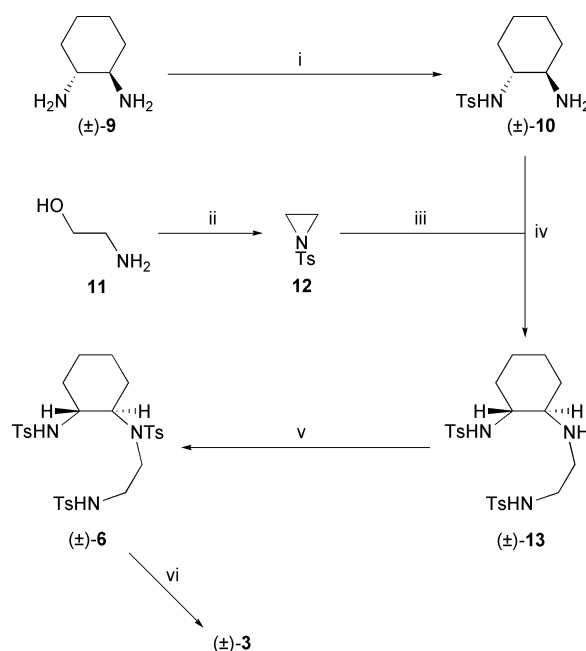 i
H₂N NH₂
(±)-9
TsHN NH₂
(±)-10
HO
NH₂
11
ii
N
Ts
12
iii
iv
H H
TsHN NTs
TsHN
(±)-6
v
H H
TsHN NH
TsHN
(±)-13
vi
(±)-3